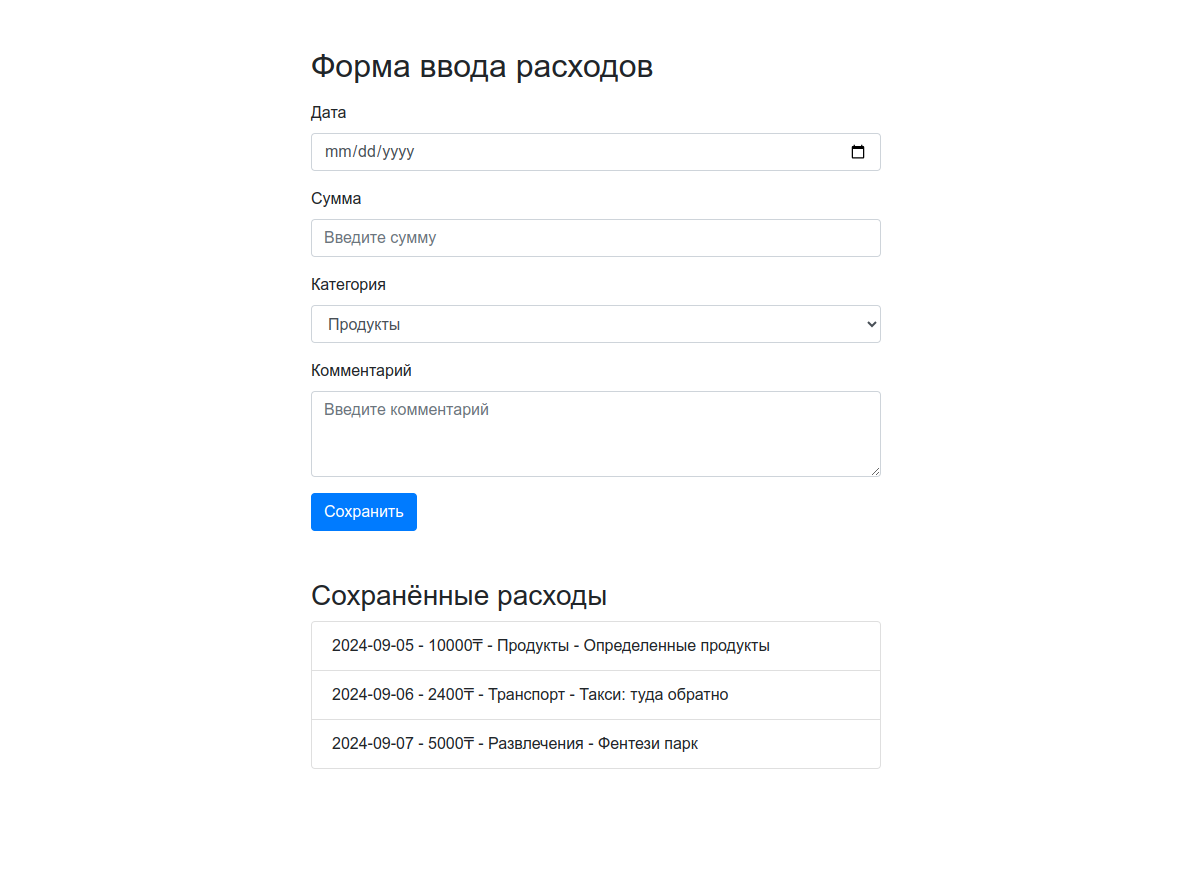 Форма ввода расходов
Дата
mm/dd/yyyy
Сумма
Введите сумму
Категория
Продукты
Комментарий
Введите комментарий
Сохранить
Сохранённые расходы
2024-09-05 - 10000₸ - Продукты - Определенные продукты
2024-09-06 - 2400₸ - Транспорт - Такси: туда обратно
2024-09-07 - 5000₸ - Развлечения - Фентези парк